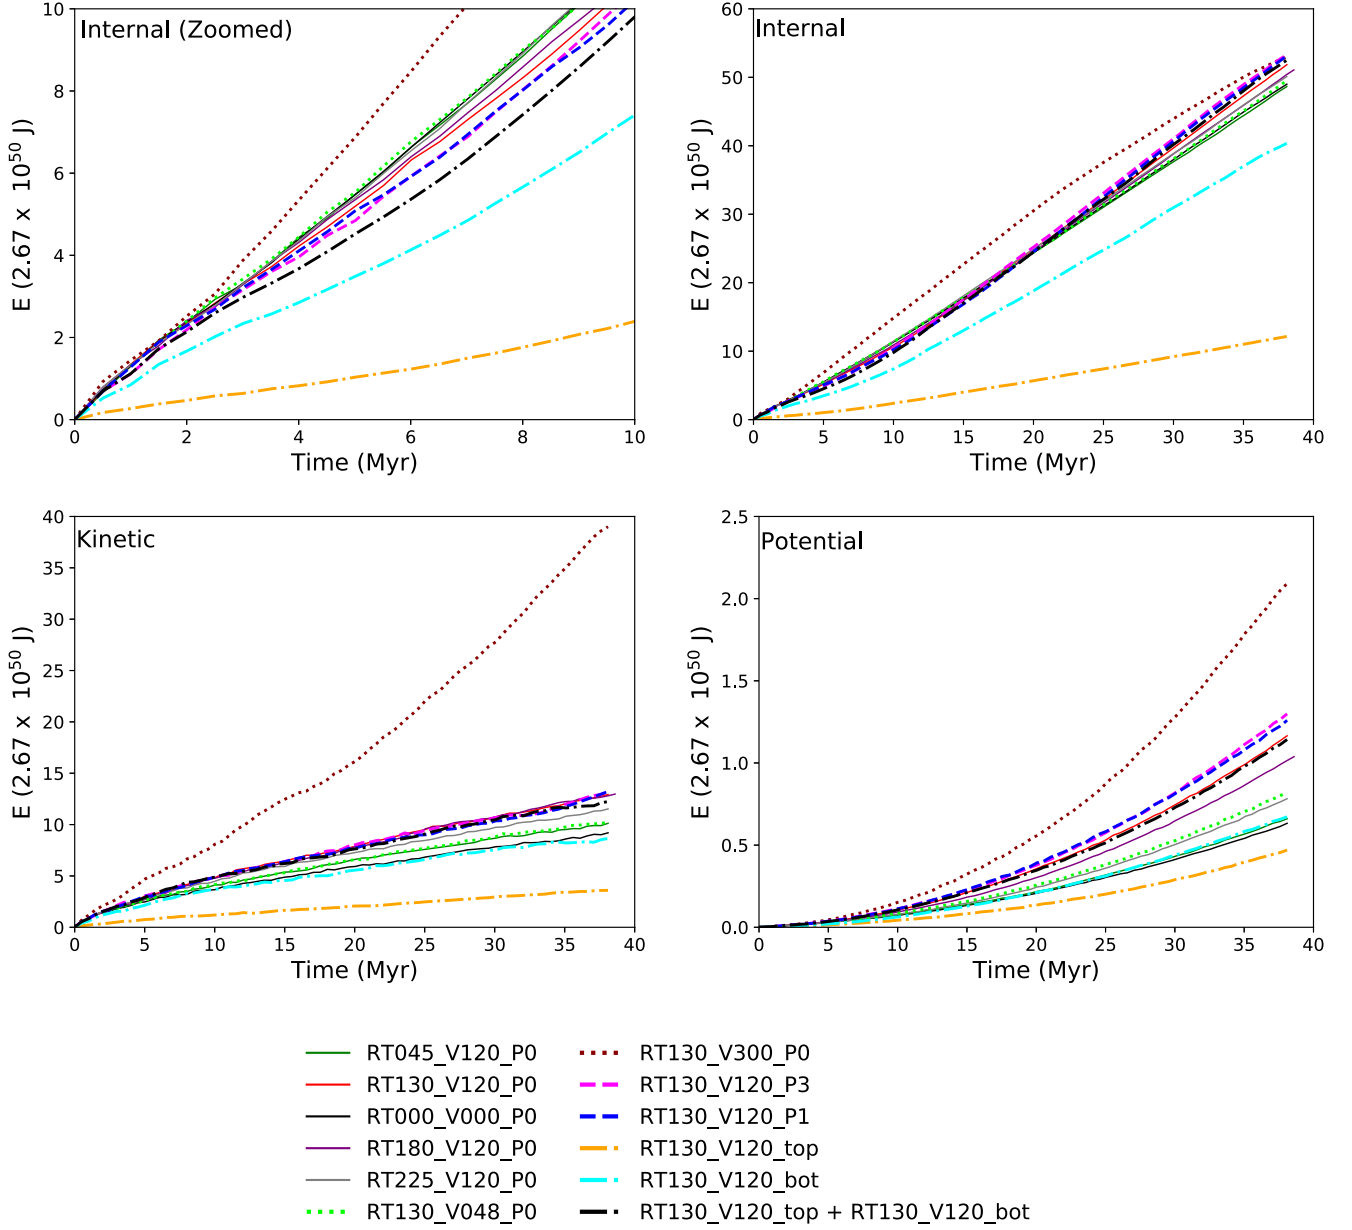 Internal (Zoomed)
E (2.67 x 10^50 J)
0 2 4 6 8 10
0 2 4 6 8 10
Time (Myr)
Internal
E (2.67 x 10^50 J)
0 10 20 30 40 50 60
0 5 10 15 20 25 30 35 40
Time (Myr)
Kinetic
E (2.67 x 10^50 J)
0 5 10 15 20 25 30 35 40
0 5 10 15 20 25 30 35 40
Time (Myr)
Potential
E (2.67 x 10^50 J)
0.0 0.5 1.0 1.5 2.0 2.5
0 5 10 15 20 25 30 35 40
Time (Myr)
RT045_V120_P0
RT130_V120_P0
RT000_V000_P0
RT180_V120_P0
RT225_V120_P0
RT130_V048_P0
RT130_V300_P0
RT130_V120_P3
RT130_V120_P1
RT130_V120_top
RT130_V120_bot
RT130_V120_top + RT130_V120_bot